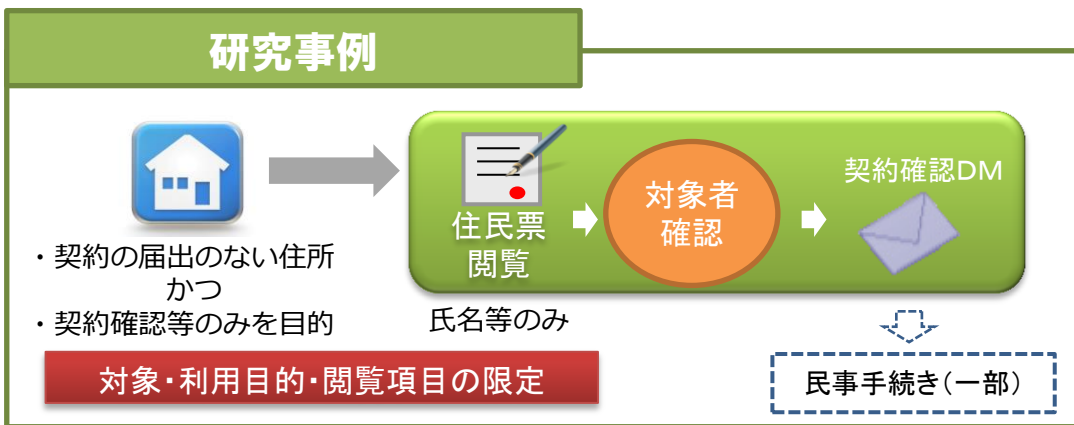 研究事例
・契約の届出のない住所
かつ
・契約確認等のみを目的
住民票
閲覧
氏名等のみ
対象者
確認
契約確認DM
対象・利用目的・閲覧項目の限定
民事手続き(一部)